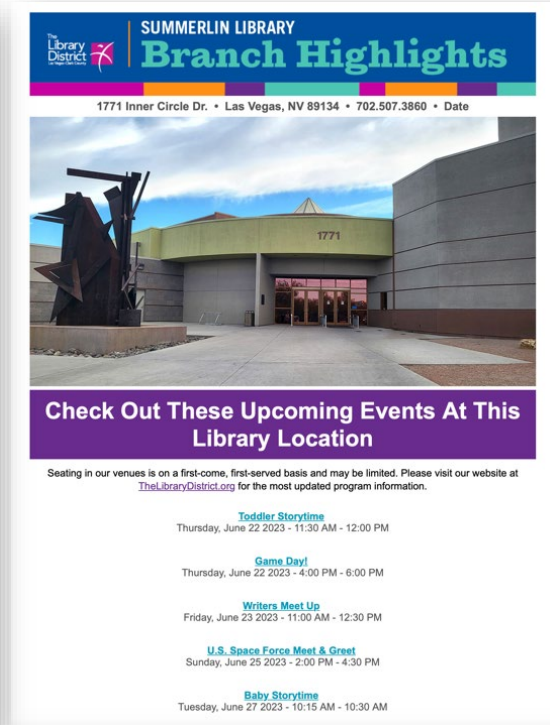 The
Library
District
Las Vegas-Clark County
SUMMERLIN LIBRARY
Branch Highlights
1771 Inner Circle Dr. • Las Vegas, NV 89134 • 702.507.3860 • Date
1771
Check Out These Upcoming Events At This
Library Location
Seating in our venues is on a first-come, first-served basis and may be limited. Please visit our website at
TheLibraryDistrict.org for the most updated program information.
Toddler Storytime
Thursday, June 22 2023 - 11:30 AM - 12:00 PM
Game Day!
Thursday, June 22 2023 - 4:00 PM - 6:00 PM
Writers Meet Up
Friday, June 23 2023 - 11:00 AM - 12:30 PM
U.S. Space Force Meet & Greet
Sunday, June 25 2023 - 2:00 PM - 4:30 PM
Baby Storytime
Tuesday, June 27 2023 - 10:15 AM - 10:30 AM